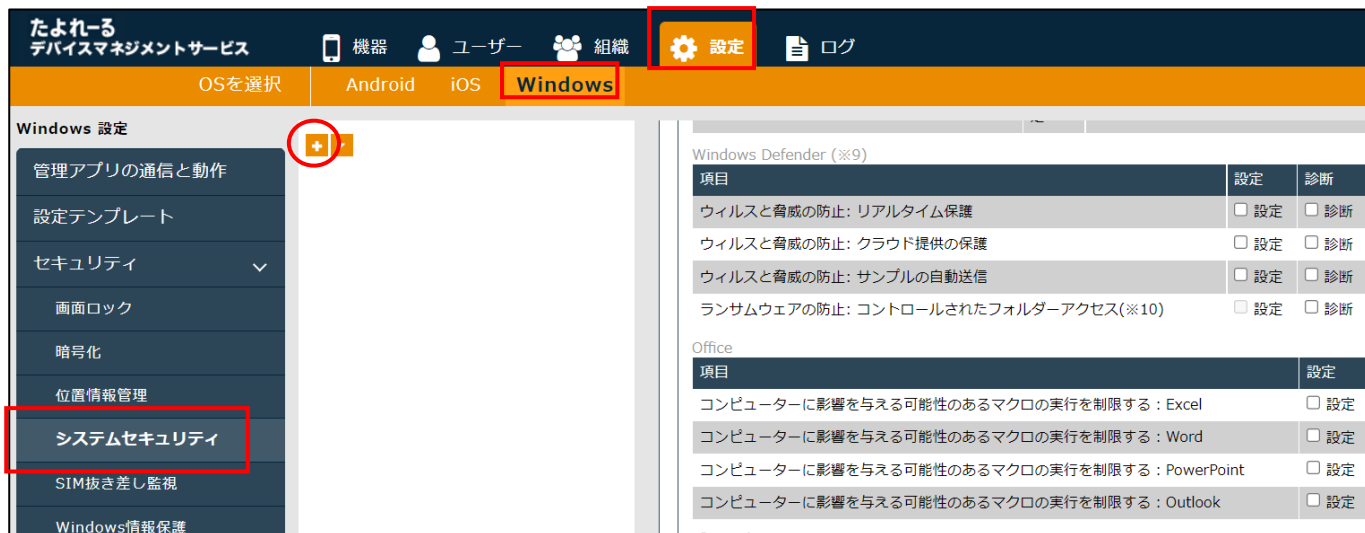 たよれーる
デバイスマネジメントサービス
機器 ユーザー 組織 設定 ログ
OSを選択 Android iOS Windows
Windows 設定
管理アプリの通信と動作
設定テンプレート
セキュリティ
画面ロック
暗号化
位置情報管理
システムセキュリティ
SIM抜き差し監視
Windows情報保護
Windows Defender (※9)
項目 設定 診断
ウィルスと脅威の防止: リアルタイム保護 設定 診断
ウィルスと脅威の防止: クラウド提供の保護 設定 診断
ウィルスと脅威の防止: サンプルの自動送信 設定 診断
ランサムウェアの防止: コントロールされたフォルダーアクセス(※10) 設定 診断
Office
項目 設定
コンピューターに影響を与える可能性のあるマクロの実行を制限する：Excel 設定
コンピューターに影響を与える可能性のあるマクロの実行を制限する：Word 設定
コンピューターに影響を与える可能性のあるマクロの実行を制限する：PowerPoint 設定
コンピューターに影響を与える可能性のあるマクロの実行を制限する：Outlook 設定